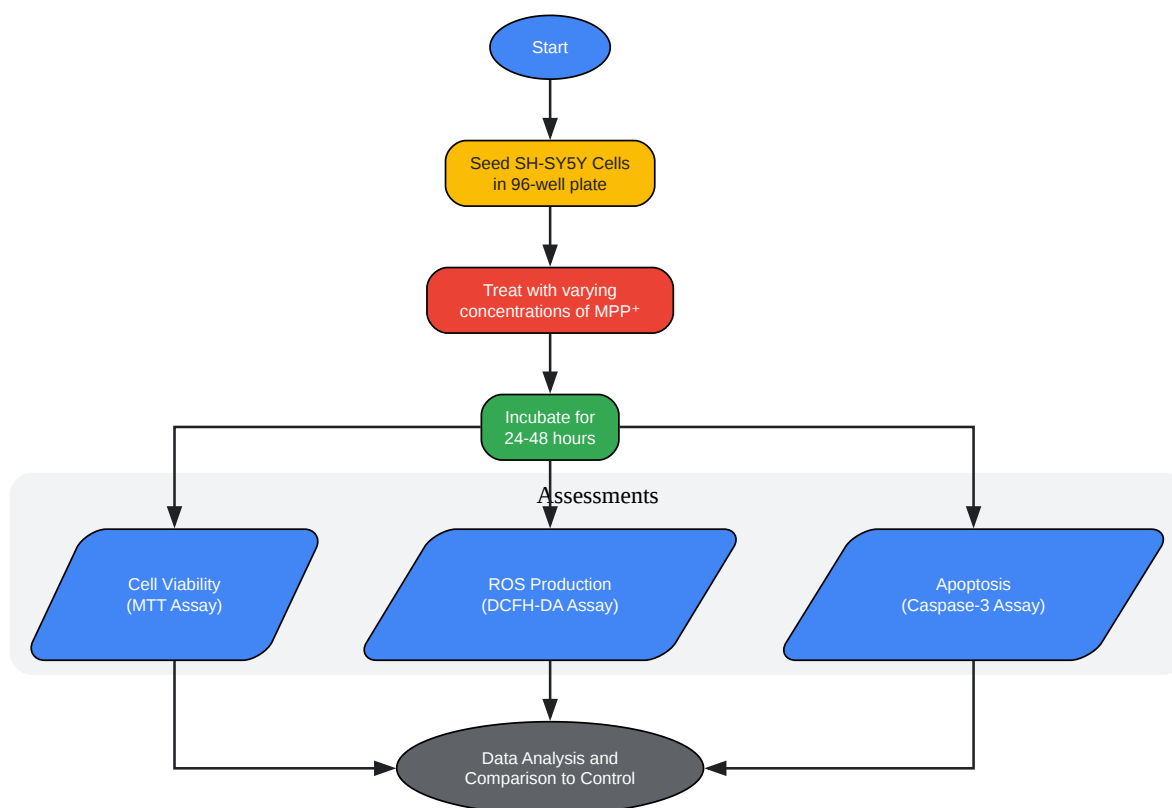 Start
Seed SH-SY5Y Cells
in 96-well plate
Treat with varying
concentrations of MPP⁺
Incubate for
24-48 hours
Assessments
Cell Viability
(MTT Assay)
ROS Production
(DCFH-DA Assay)
Apoptosis
(Caspase-3 Assay)
Data Analysis and
Comparison to Control